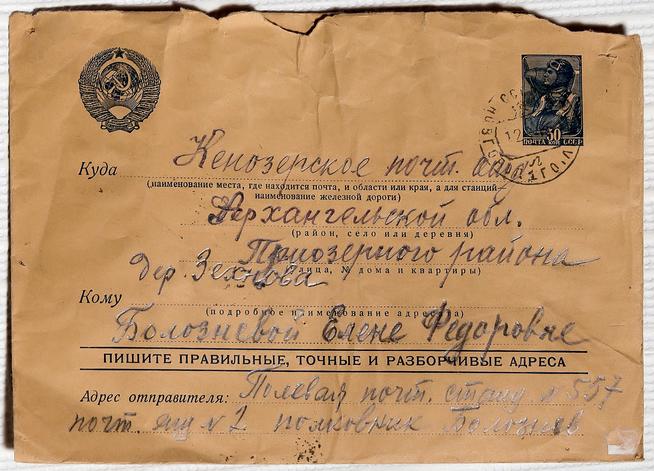 30
ПОЧТА КОП СССР
Куда Кенозерское почт. отд.
(наименование места, где находится почта, и области или края, а для станций—
наименование железной дороги)
Архангельской обл.
(район, село или деревня)
Приозерного района
(улица, № дома и квартиры)
дер. Зехнова
Кому
(подробное наименование адресата)
Болозневой Елене Федоровне
ПИШИТЕ ПРАВИЛЬНЫЕ, ТОЧНЫЕ И РАЗБОРЧИВЫЕ АДРЕСА
Адрес отправителя: Полевая почт. станц. № 557
почт. ящ № 2 полковник Болознев